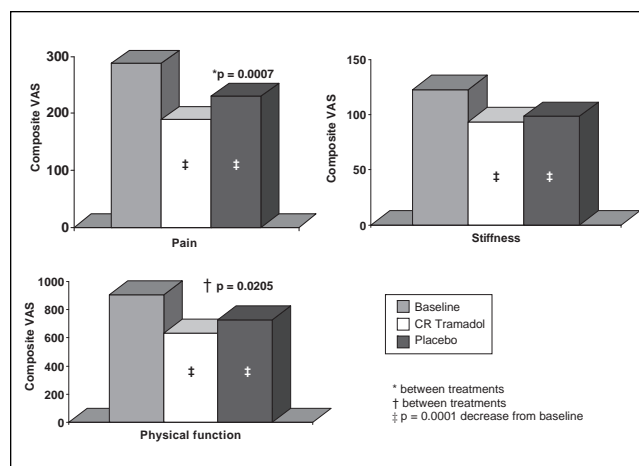 300
200
100
0
Composite VAS
*p = 0.0007
‡
‡
Pain
150
100
50
0
Composite VAS
‡
‡
Stiffness
1000
800
600
400
200
0
Composite VAS
† p = 0.0205
‡
‡
Physical function
Baseline
CR Tramadol
Placebo
* between treatments
† between treatments
‡ p = 0.0001 decrease from baseline